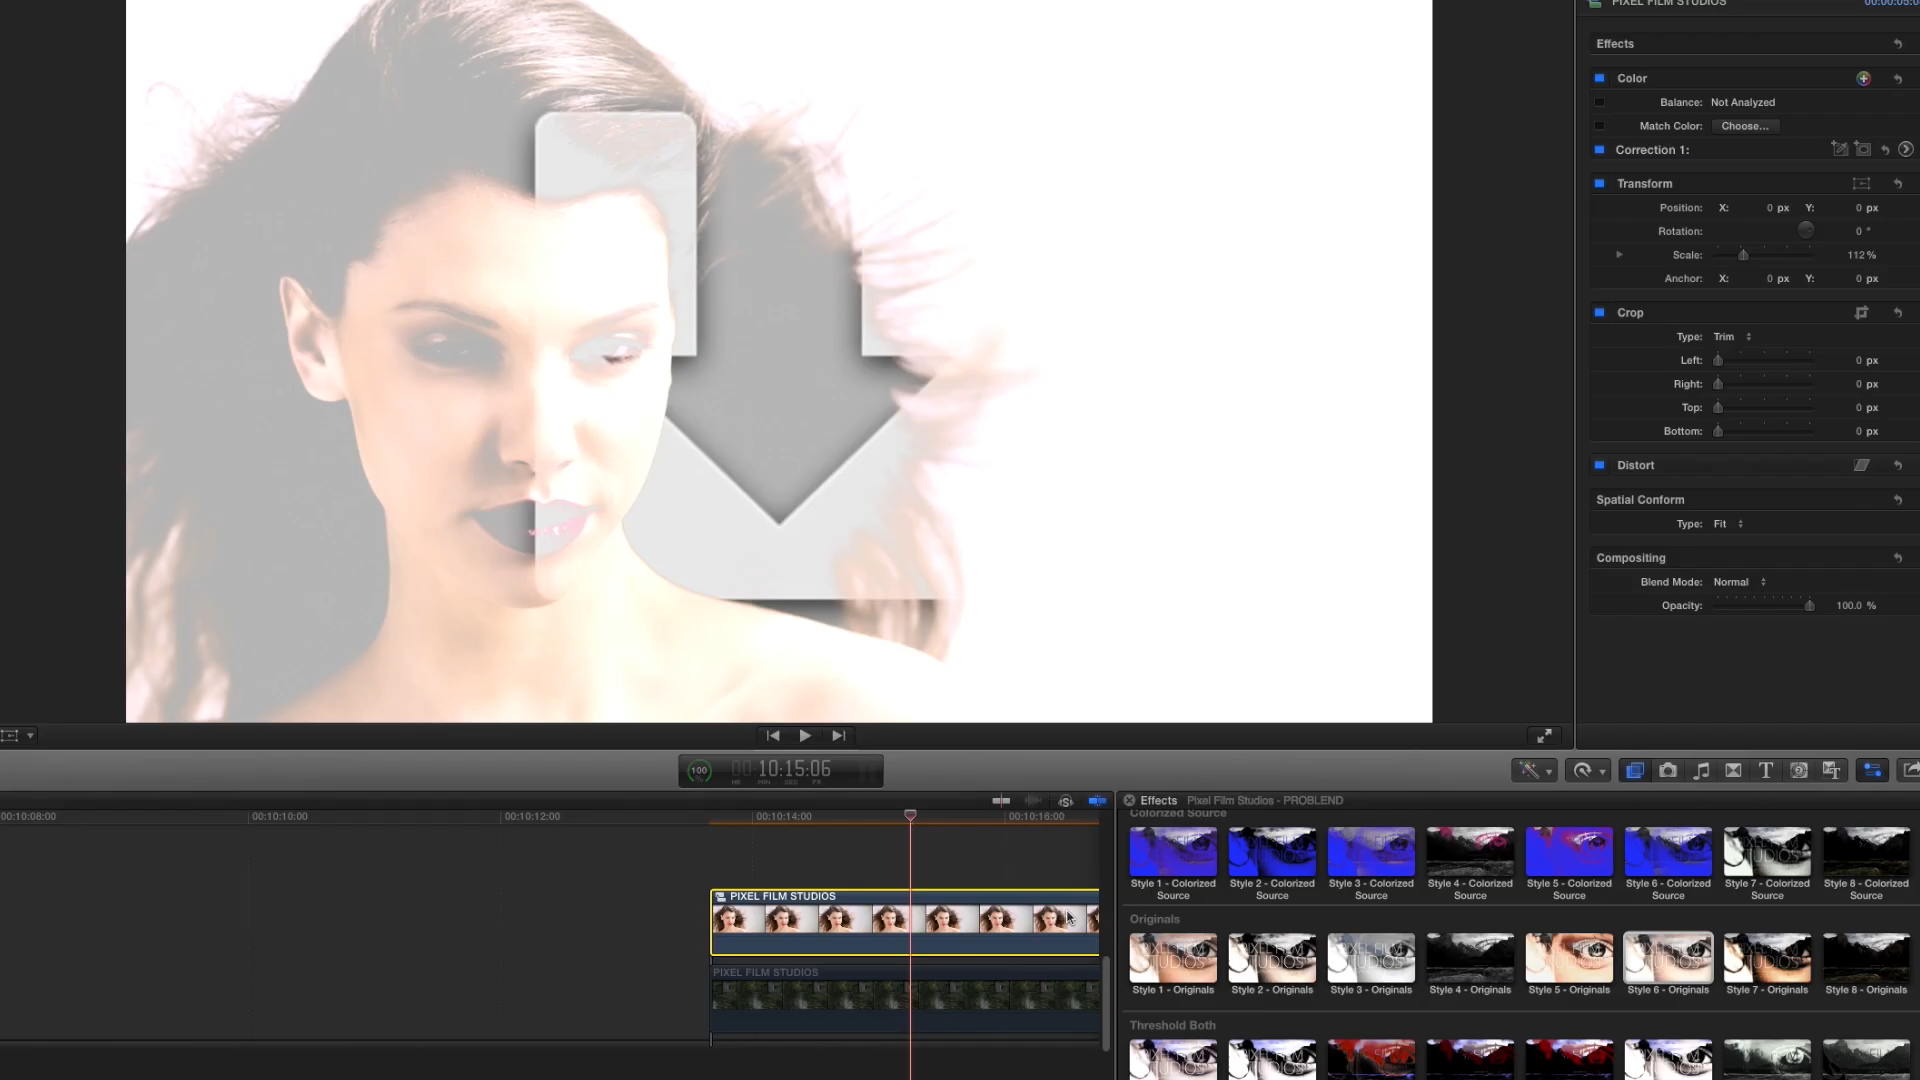 PIXEL FILM STUDIOS
Effects
Color
Balance: Not Analyzed
Match Color: Choose...
Correction 1:
Transform
Position: X: 0 px Y: 0 px
Rotation: 0 °
Scale: 112 %
Anchor: X: 0 px Y: 0 px
Crop
Type: Trim
Left: 0 px
Right: 0 px
Top: 0 px
Bottom: 0 px
Distort
Spatial Conform
Type: Fit
Compositing
Blend Mode: Normal
Opacity: 100.0 %
100 00:10:15:06
HR MIN SEC FR
00:10:08:00 00:10:10:00 00:10:12:00 00:10:14:00 00:10:16:00
PIXEL FILM STUDIOS
PIXEL FILM STUDIOS
Effects Pixel Film Studios - PROBLEND
Colorized Source
Style 1 - Colorized Source
Style 2 - Colorized Source
Style 3 - Colorized Source
Style 4 - Colorized Source
Style 5 - Colorized Source
Style 6 - Colorized Source
Style 7 - Colorized Source
Style 8 - Colorized Source
Originals
Style 1 - Originals
Style 2 - Originals
Style 3 - Originals
Style 4 - Originals
Style 5 - Originals
Style 6 - Originals
Style 7 - Originals
Style 8 - Originals
Threshold Both